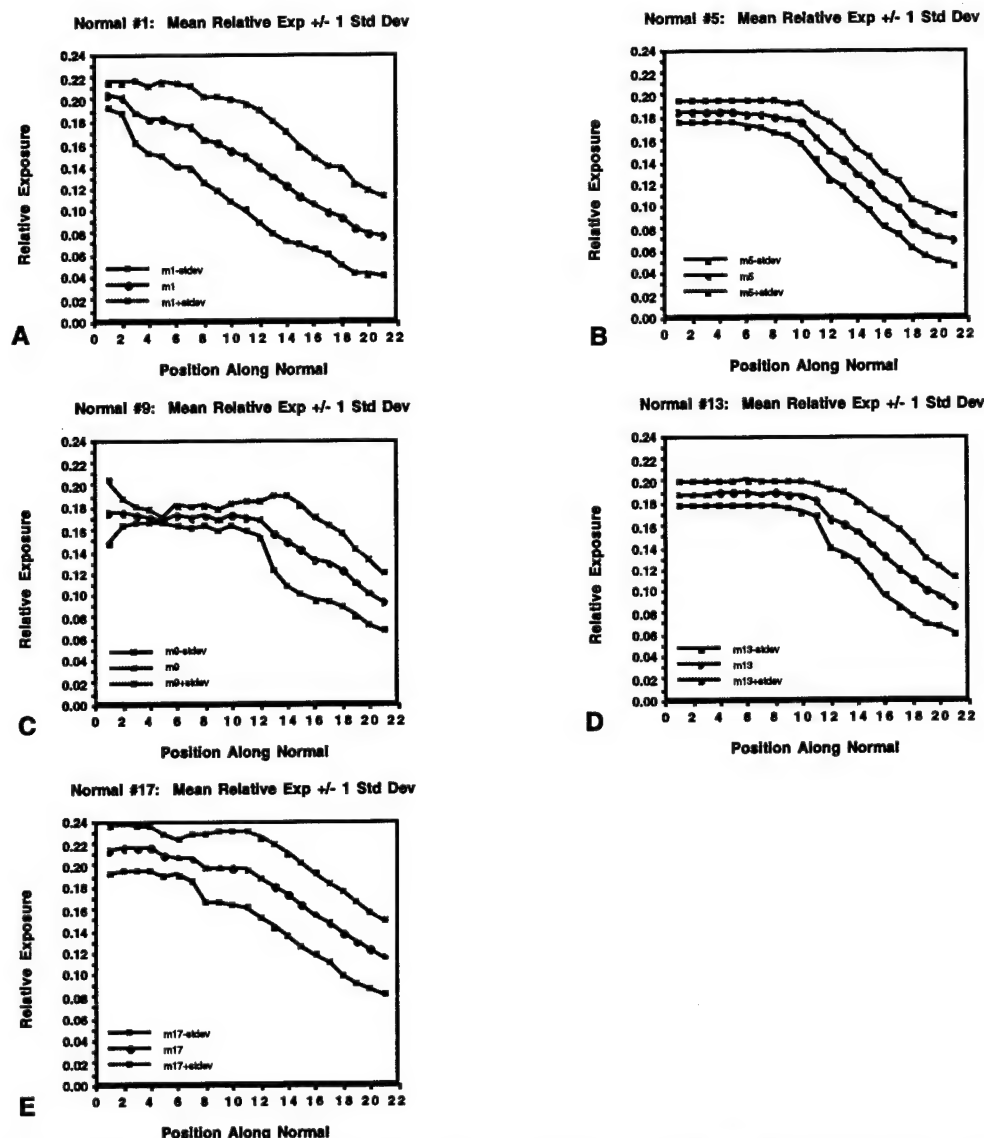 Normal #1: Mean Relative Exp +/- 1 Std Dev
0.24
0.22
0.20
0.18
0.16
0.14
0.12
0.10
0.08
0.06
0.04
0.02
0.00
Relative Exposure
m1-stdev
m1
m1+stdev
0 2 4 6 8 10 12 14 16 18 20 22
Position Along Normal
A
Normal #5: Mean Relative Exp +/- 1 Std Dev
0.24
0.22
0.20
0.18
0.16
0.14
0.12
0.10
0.08
0.06
0.04
0.02
0.00
Relative Exposure
m5-stdev
m5
m5+stdev
0 2 4 6 8 10 12 14 16 18 20 22
Position Along Normal
B
Normal #9: Mean Relative Exp +/- 1 Std Dev
0.24
0.22
0.20
0.18
0.16
0.14
0.12
0.10
0.08
0.06
0.04
0.02
0.00
Relative Exposure
m9-stdev
m9
m9+stdev
0 2 4 6 8 10 12 14 16 18 20 22
Position Along Normal
C
Normal #13: Mean Relative Exp +/- 1 Std Dev
0.24
0.22
0.20
0.18
0.16
0.14
0.12
0.10
0.08
0.06
0.04
0.02
0.00
Relative Exposure
m13-stdev
m13
m13+stdev
0 2 4 6 8 10 12 14 16 18 20 22
Position Along Normal
D
Normal #17: Mean Relative Exp +/- 1 Std Dev
0.24
0.22
0.20
0.18
0.16
0.14
0.12
0.10
0.08
0.06
0.04
0.02
0.00
Relative Exposure
m17-stdev
m17
m17+stdev
0 2 4 6 8 10 12 14 16 18 20 22
Position Along Normal
E